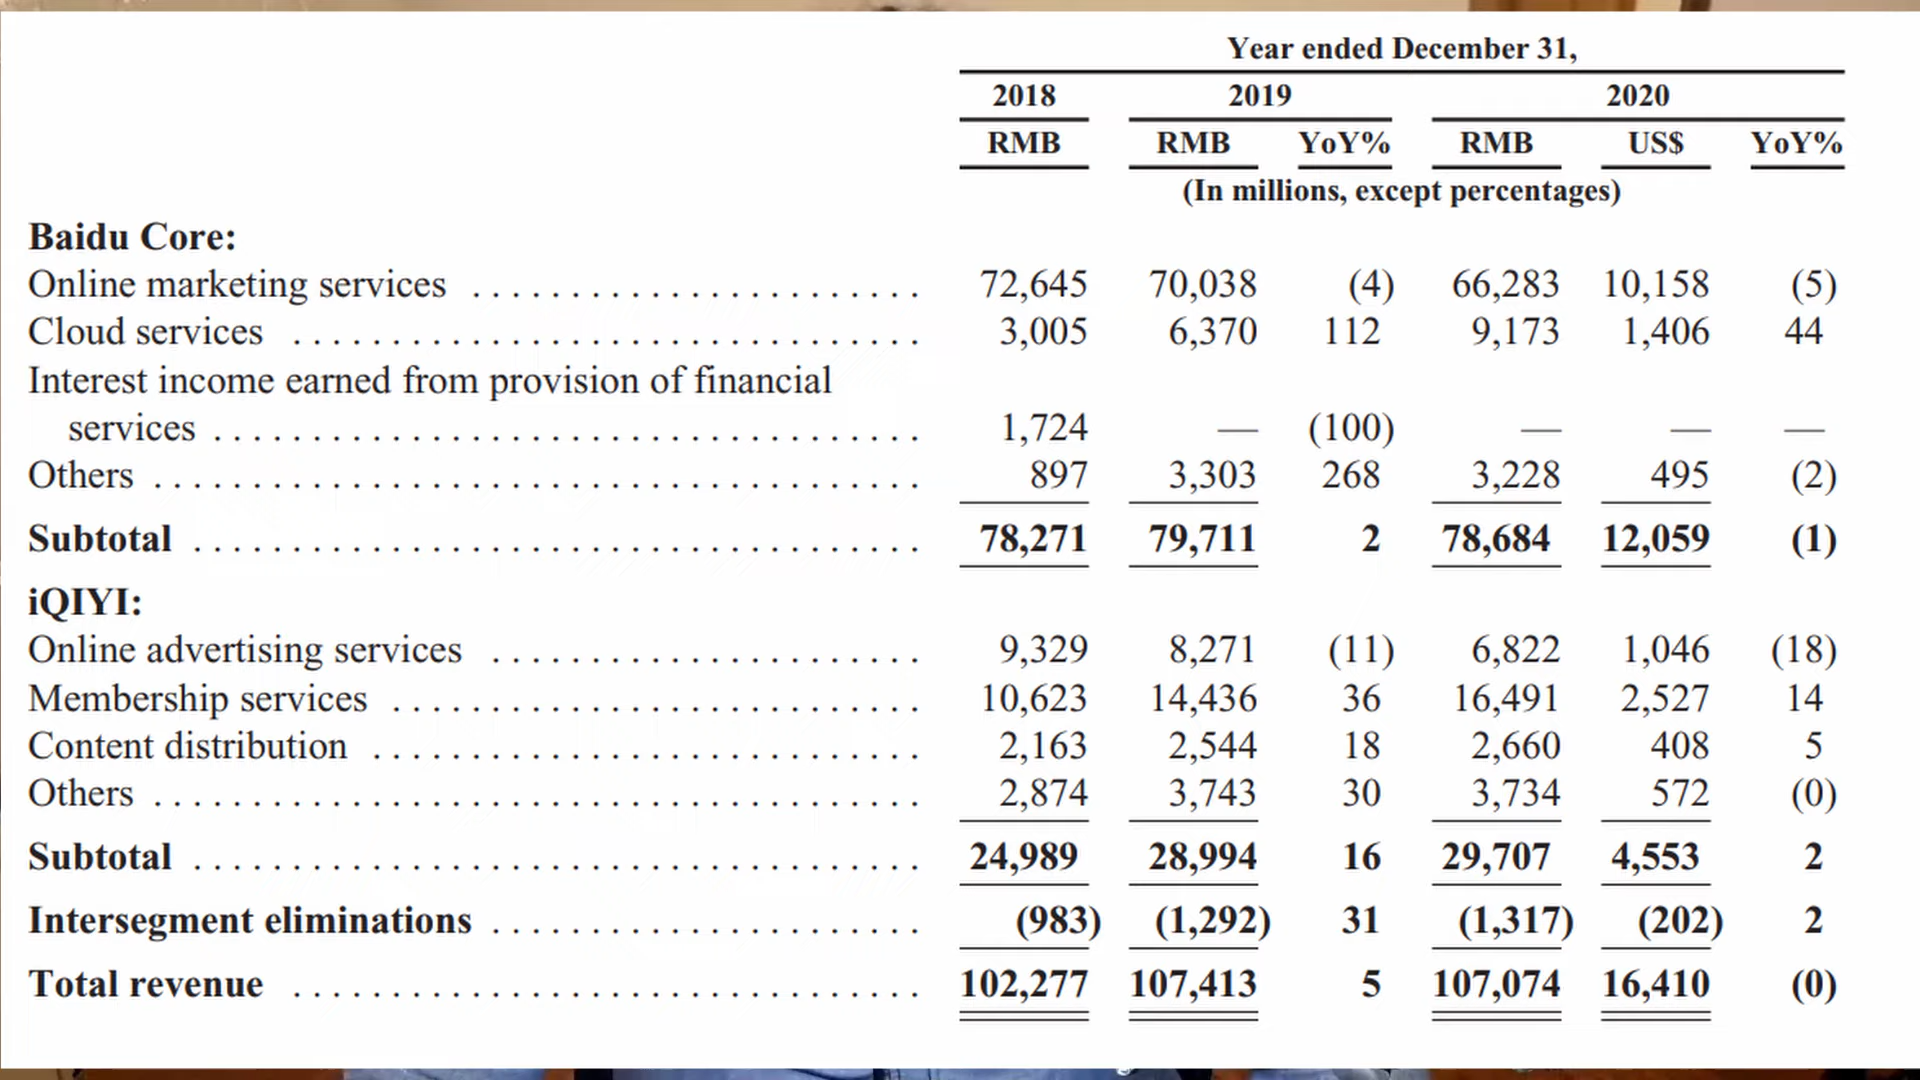 Year ended December 31,
2018 2019 2020
RMB RMB YoY% RMB US$ YoY%
(In millions, except percentages)
Baidu Core:
Online marketing services . . . . . . . . . . . . . . . . . . . . . . . 72,645 70,038 (4) 66,283 10,158 (5)
Cloud services . . . . . . . . . . . . . . . . . . . . . . . . . . . . . . . . 3,005 6,370 112 9,173 1,406 44
Interest income earned from provision of financial
services . . . . . . . . . . . . . . . . . . . . . . . . . . . . . . . . . . . . 1,724 — (100) — — —
Others . . . . . . . . . . . . . . . . . . . . . . . . . . . . . . . . . . . . . . . 897 3,303 268 3,228 495 (2)
Subtotal . . . . . . . . . . . . . . . . . . . . . . . . . . . . . . . . . . . . . 78,271 79,711 2 78,684 12,059 (1)
iQIYI:
Online advertising services . . . . . . . . . . . . . . . . . . . . . . 9,329 8,271 (11) 6,822 1,046 (18)
Membership services . . . . . . . . . . . . . . . . . . . . . . . . . . . 10,623 14,436 36 16,491 2,527 14
Content distribution . . . . . . . . . . . . . . . . . . . . . . . . . . . . 2,163 2,544 18 2,660 408 5
Others . . . . . . . . . . . . . . . . . . . . . . . . . . . . . . . . . . . . . . . 2,874 3,743 30 3,734 572 (0)
Subtotal . . . . . . . . . . . . . . . . . . . . . . . . . . . . . . . . . . . . . 24,989 28,994 16 29,707 4,553 2
Intersegment eliminations . . . . . . . . . . . . . . . . . . . . . . (983) (1,292) 31 (1,317) (202) 2
Total revenue . . . . . . . . . . . . . . . . . . . . . . . . . . . . . . . . 102,277 107,413 5 107,074 16,410 (0)